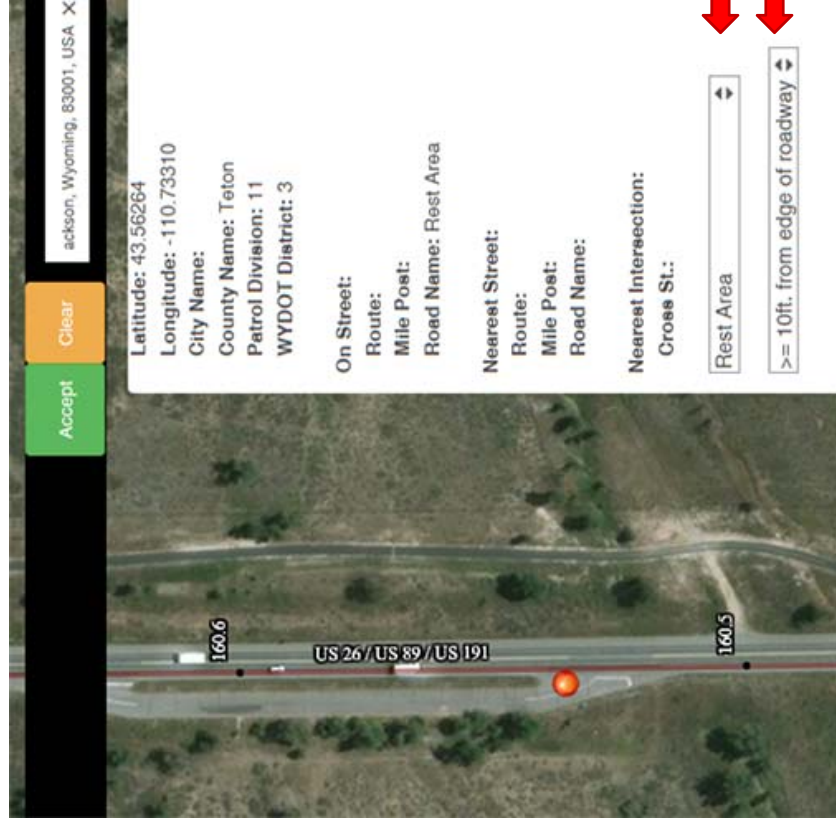 Accept
Clear
ackson, Wyoming, 83001, USA X
Latitude: 43.56264
Longitude: -110.73310
City Name:
County Name: Teton
Patrol Division: 11
WYDOT District: 3
On Street:
Route:
Mile Post:
Road Name: Rest Area
Nearest Street:
Route:
Mile Post:
Road Name:
Nearest Intersection:
Cross St.:
Rest Area
>= 10ft. from edge of roadway
160.6
US 26 / US 89 / US 191
160.5